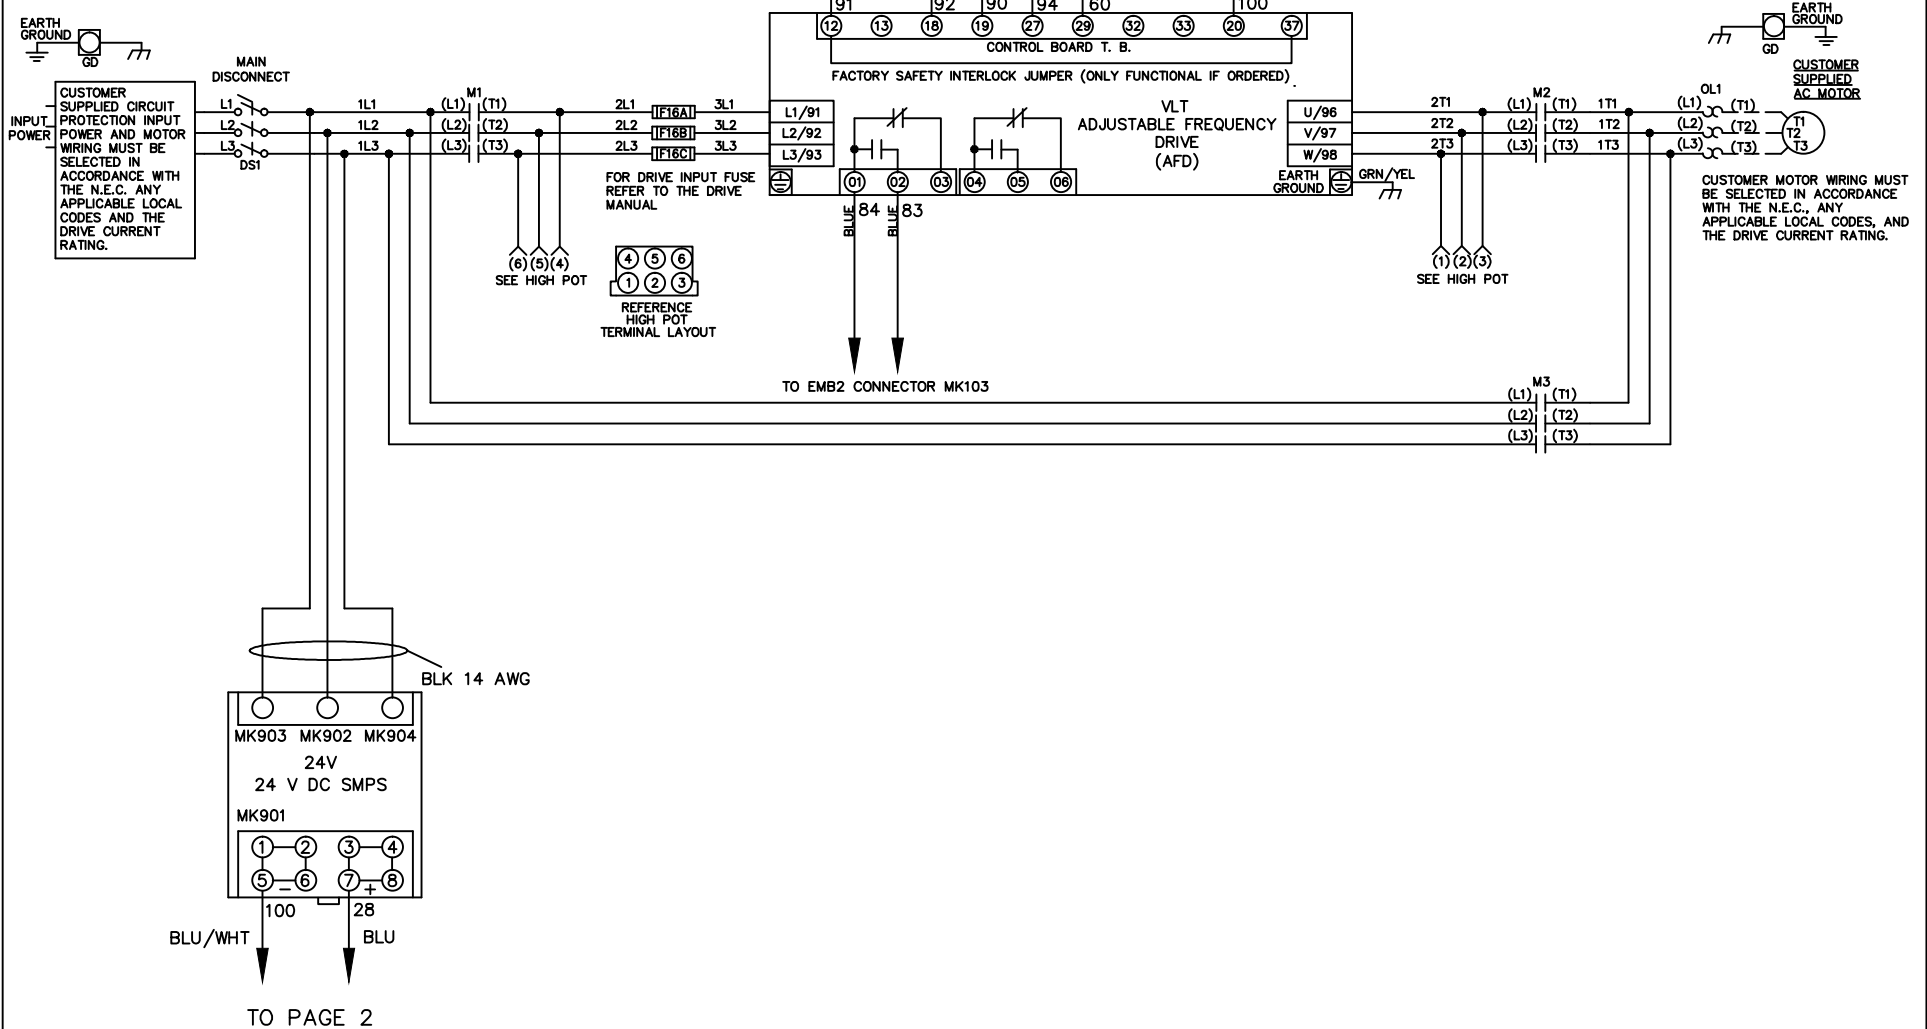 91 92 90 94 60 100
12 13 18 19 27 29 32 33 20 37
CONTROL BOARD T. B.
FACTORY SAFETY INTERLOCK JUMPER (ONLY FUNCTIONAL IF ORDERED)
EARTH
GROUND
GD
MAIN
DISCONNECT
INPUT
POWER
CUSTOMER
SUPPLIED CIRCUIT
PROTECTION INPUT
POWER AND MOTOR
WIRING MUST BE
SELECTED IN
ACCORDANCE WITH
THE N.E.C. ANY
APPLICABLE LOCAL
CODES AND THE
DRIVE CURRENT
RATING.
L1
L2
L3
DS1
1L1
1L2
1L3
M1
(L1) (T1)
(L2) (T2)
(L3) (T3)
2L1 F16A 3L1
2L2 F16B 3L2
2L3 F16C 3L3
FOR DRIVE INPUT FUSE
REFER TO THE DRIVE
MANUAL
(6) (5) (4)
SEE HIGH POT
4 5 6
1 2 3
REFERENCE
HIGH POT
TERMINAL LAYOUT
L1/91
L2/92
L3/93
VLT
ADJUSTABLE FREQUENCY
DRIVE
(AFD)
U/96
V/97
W/98
EARTH
GROUND
GRN/YEL
01 02 03 04 05 06
BLUE 84 BLUE 83
TO EMB2 CONNECTOR MK103
2T1
2T2
2T3
(1) (2) (3)
SEE HIGH POT
M2
(L1) (T1) 1T1
(L2) (T2) 1T2
(L3) (T3) 1T3
OL1
(L1) (T1)
(L2) (T2)
(L3) (T3)
T1
T2
T3
EARTH
GROUND
GD
CUSTOMER
SUPPLIED
AC MOTOR
CUSTOMER MOTOR WIRING MUST
BE SELECTED IN ACCORDANCE
WITH THE N.E.C., ANY
APPLICABLE LOCAL CODES, AND
THE DRIVE CURRENT RATING.
M3
(L1) (T1)
(L2) (T2)
(L3) (T3)
BLK 14 AWG
MK903 MK902 MK904
24V
24 V DC SMPS
MK901
1 2 3 4
5 6 7 8
− +
100 28
BLU/WHT BLU
TO PAGE 2